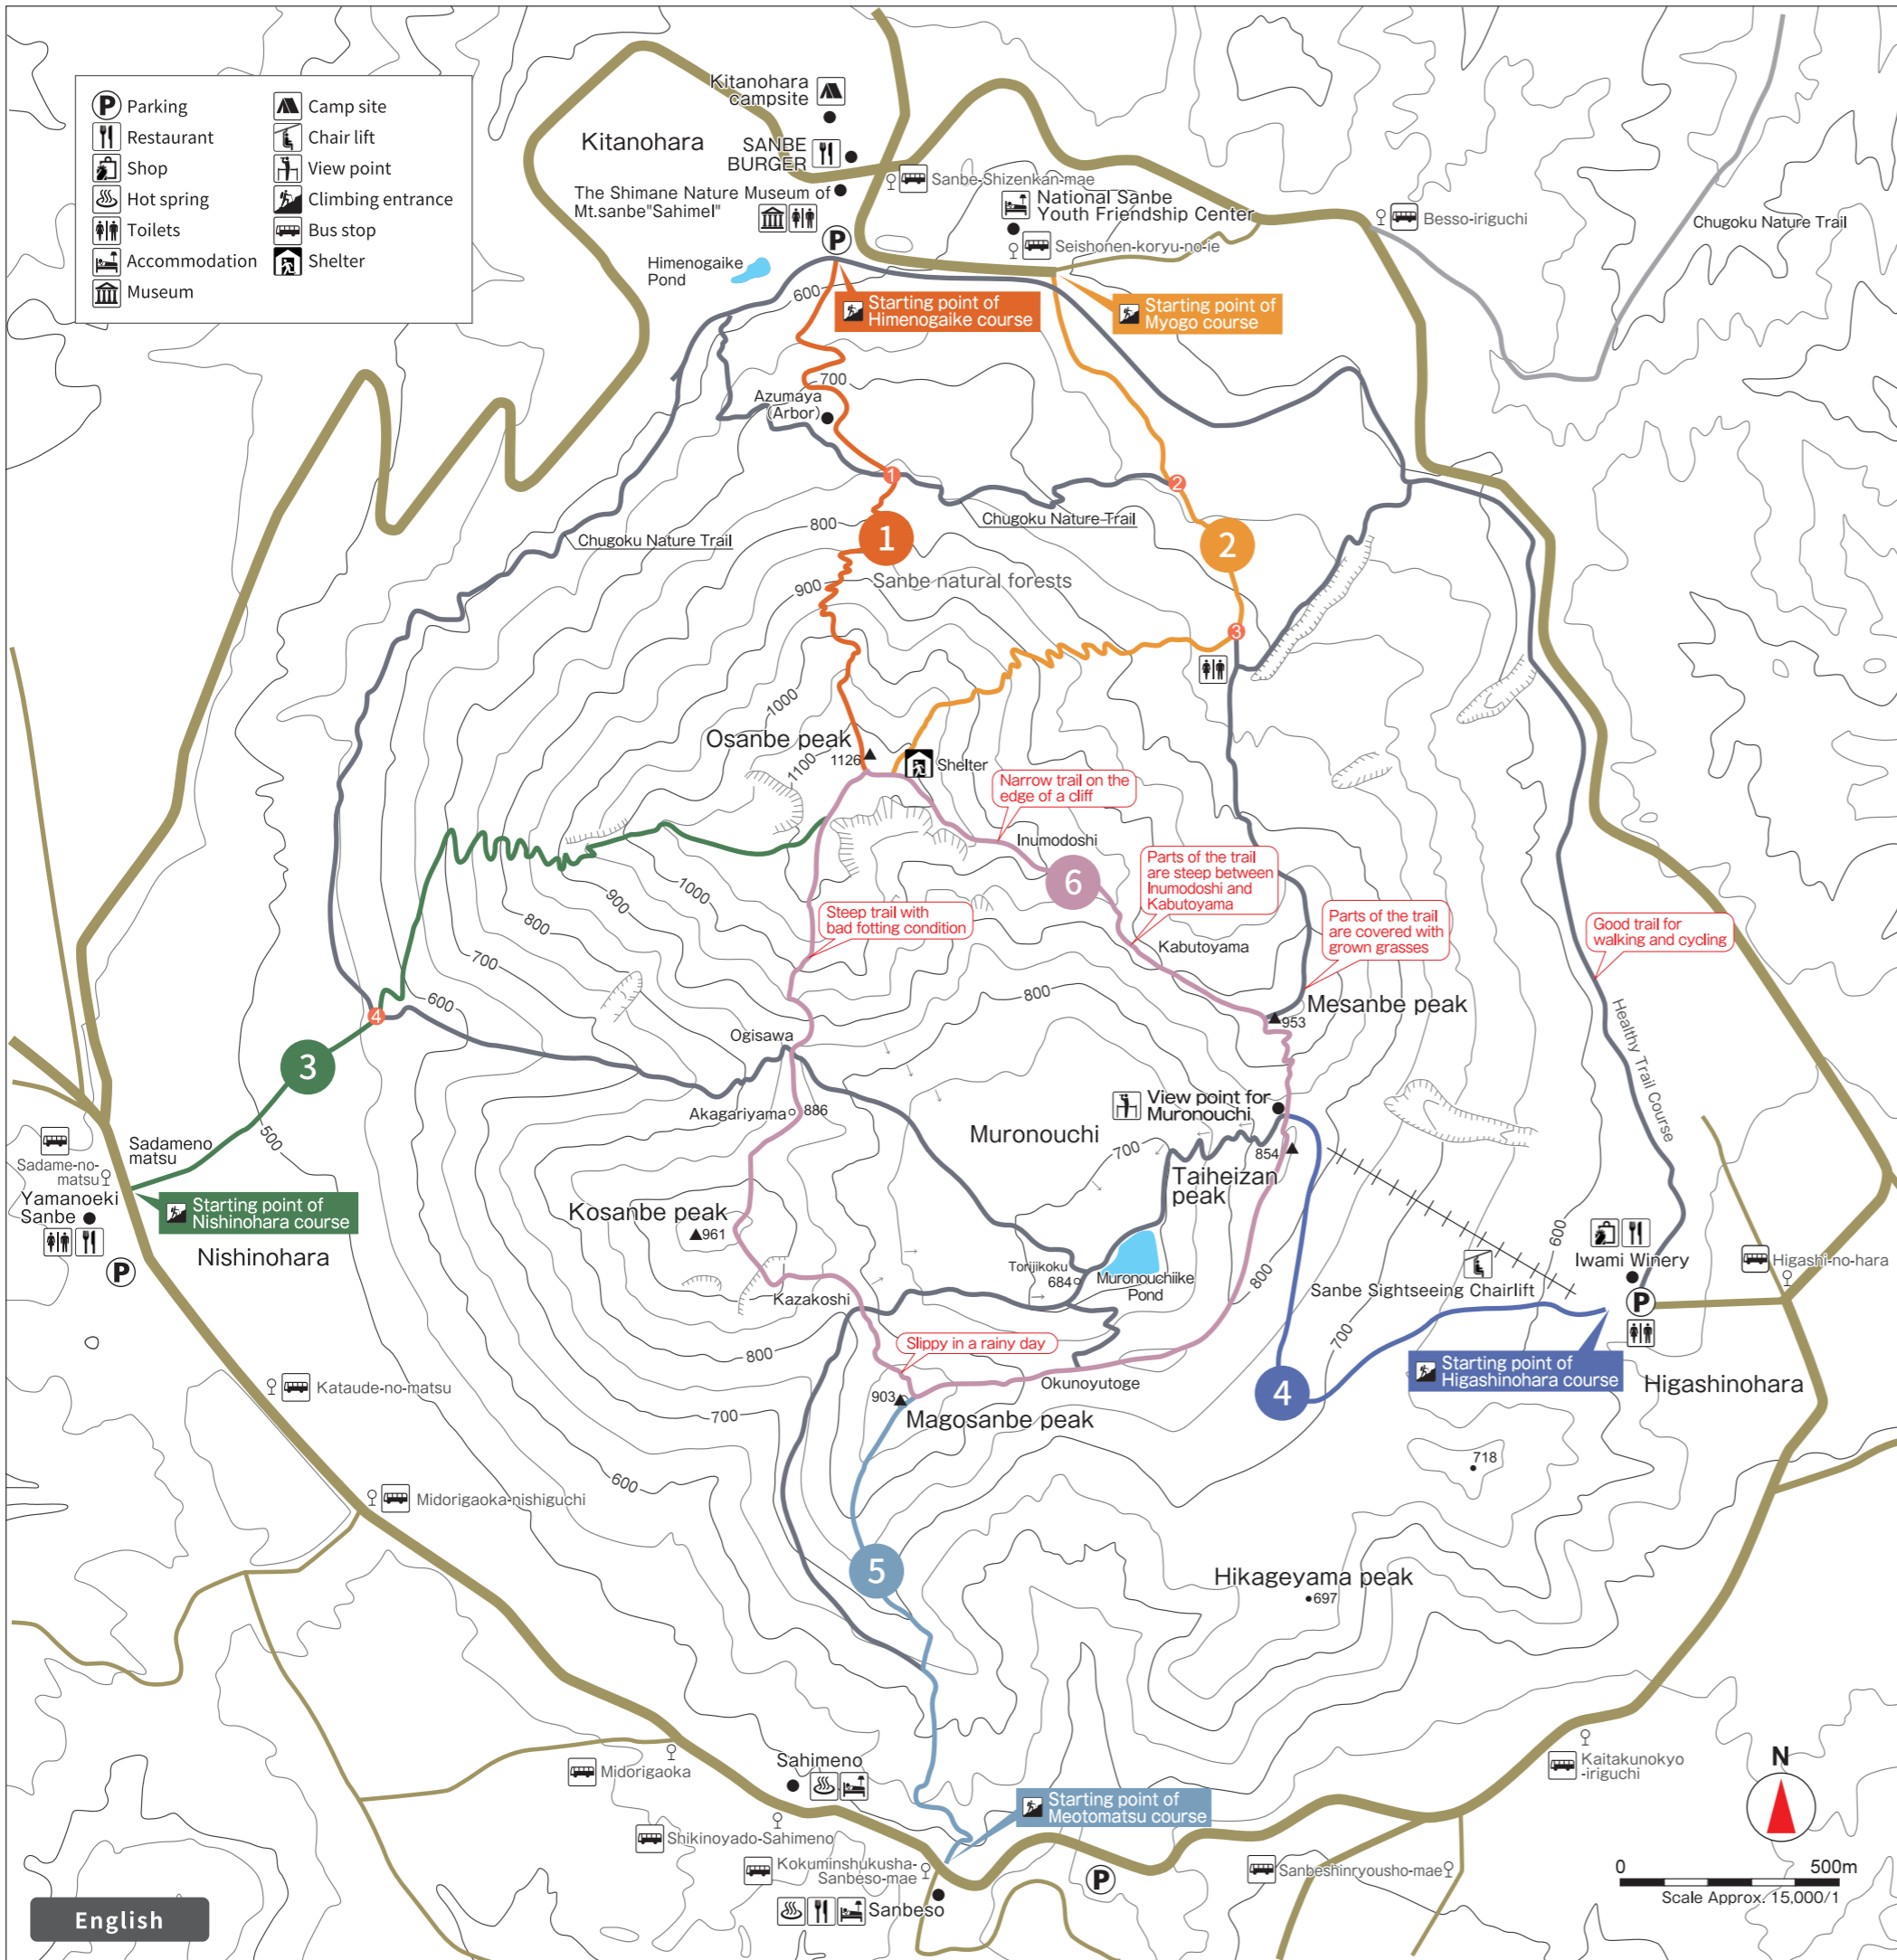 Parking
Restaurant
Shop
Hot spring
Toilets
Accommodation
Museum
Camp site
Chair lift
View point
Climbing entrance
Bus stop
Shelter
Kitanohara
campsite
Kitanohara
SANBE
BURGER
The Shimane Nature Museum of
Mt.sanbe"Sahimel"
P
Sanbe-Shizenkan-mae
National Sanbe
Youth Friendship Center
Seishonen-koryu-no-ie
Besso-iriguchi
Chugoku Nature Trail
Himenogaike
Pond
600
Starting point of
Himenogaike course
Starting point of
Myogo course
700
Azumaya
(Arbor)
1
2
Chugoku Nature Trail
Chugoku Nature Trail
800
1
2
Sanbe natural forests
900
3
1000
Osanbe peak
1126
1100
Shelter
Narrow trail on the
edge of a cliff
Inumodoshi
6
Parts of the trail
are steep between
Inumodoshi and
Kabutoyama
Kabutoyama
Parts of the trail
are covered with
grown grasses
Good trail for
walking and cycling
Healthy Trail Course
Steep trail with
bad fotting condition
1000
900
800
700
600
800
Mesanbe peak
953
4
3
Ogisawa
Akagariyama
886
View point for
Muronouchi
Muronouchi
700
854
Taiheizan
peak
500
Sadameno
matsu
Sadame-no-
matsu
Yamanoeki
Sanbe
P
Starting point of
Nishinohara course
Nishinohara
Kosanbe peak
961
Kazakoshi
Torijikoku
684
Muronouchiike
Pond
800
700
600
Sanbe Sightseeing Chairlift
Iwami Winery
P
Higashi-no-hara
Starting point of
Higashinohara course
Higashinohara
4
Slippy in a rainy day
Okunoyutoge
903
Magosanbe peak
800
700
600
Kataude-no-matsu
Midorigaoka-nishiguchi
718
5
Hikageyama peak
697
Midorigaoka
Sahimeno
Shikinoyado-Sahimeno
Kokuminshukusha-
Sanbeso-mae
Sanbeso
Starting point of
Meotomatsu course
P
Sanbeshinryousho-mae
Kaitakunokyo
-iriguchi
N
0 500m
Scale Approx. 15,000/1
English